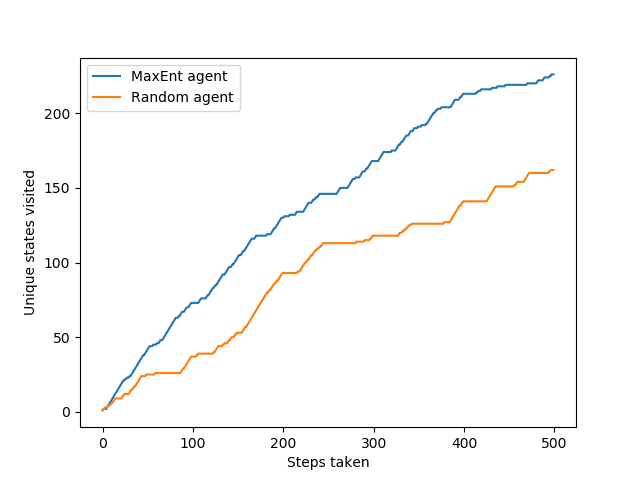 MaxEnt agent
Random agent
Unique states visited
200
150
100
50
0
0 100 200 300 400 500
Steps taken